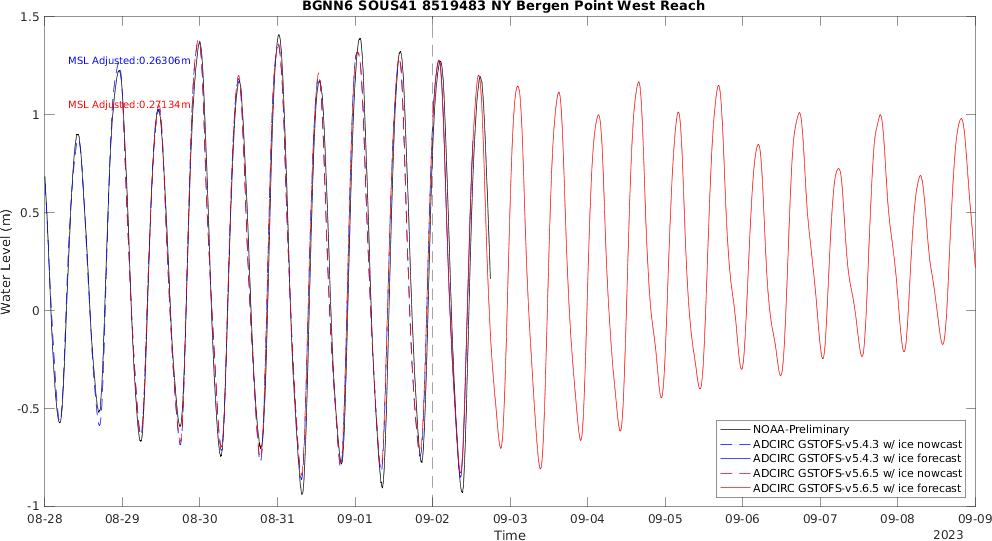 BGNN6 SOUS41 8519483 NY Bergen Point West Reach
1.5
MSL Adjusted:0.26306m
MSL Adjusted:0.27134m
1
0.5
Water Level (m)
0
-0.5
-1
NOAA-Preliminary
ADCIRC GSTOFS-v5.4.3 w/ ice nowcast
ADCIRC GSTOFS-v5.4.3 w/ ice forecast
ADCIRC GSTOFS-v5.6.5 w/ ice nowcast
ADCIRC GSTOFS-v5.6.5 w/ ice forecast
08-28 08-29 08-30 08-31 09-01 09-02 09-03 09-04 09-05 09-06 09-07 09-08 09-09
Time
2023